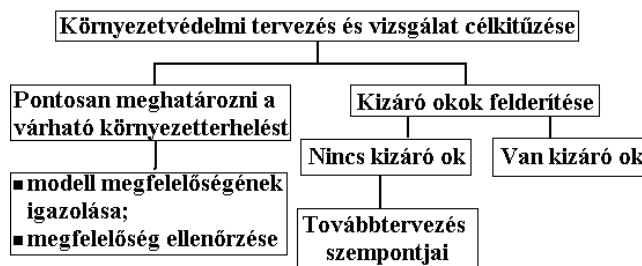 Környezetvédelmi tervezés és vizsgálat célkitűzése
Pontosan meghatározni a
várható környezetterhelést
Kizáró okok felderítése
■ modell megfelelőségének
igazolása;
■ megfelelőség ellenőrzése
Nincs kizáró ok
Van kizáró ok
Továbbtervezés
szempontjai